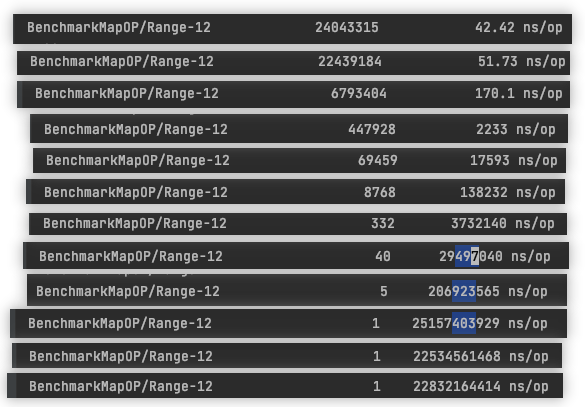 BenchmarkMapOP/Range-12 24043315 42.42 ns/op
BenchmarkMapOP/Range-12 22439184 51.73 ns/op
BenchmarkMapOP/Range-12 6793404 170.1 ns/op
BenchmarkMapOP/Range-12 447928 2233 ns/op
BenchmarkMapOP/Range-12 69459 17593 ns/op
BenchmarkMapOP/Range-12 8768 138232 ns/op
BenchmarkMapOP/Range-12 332 3732140 ns/op
BenchmarkMapOP/Range-12 40 29497040 ns/op
BenchmarkMapOP/Range-12 5 206923565 ns/op
BenchmarkMapOP/Range-12 1 25157403929 ns/op
BenchmarkMapOP/Range-12 1 22534561468 ns/op
BenchmarkMapOP/Range-12 1 22832164414 ns/op